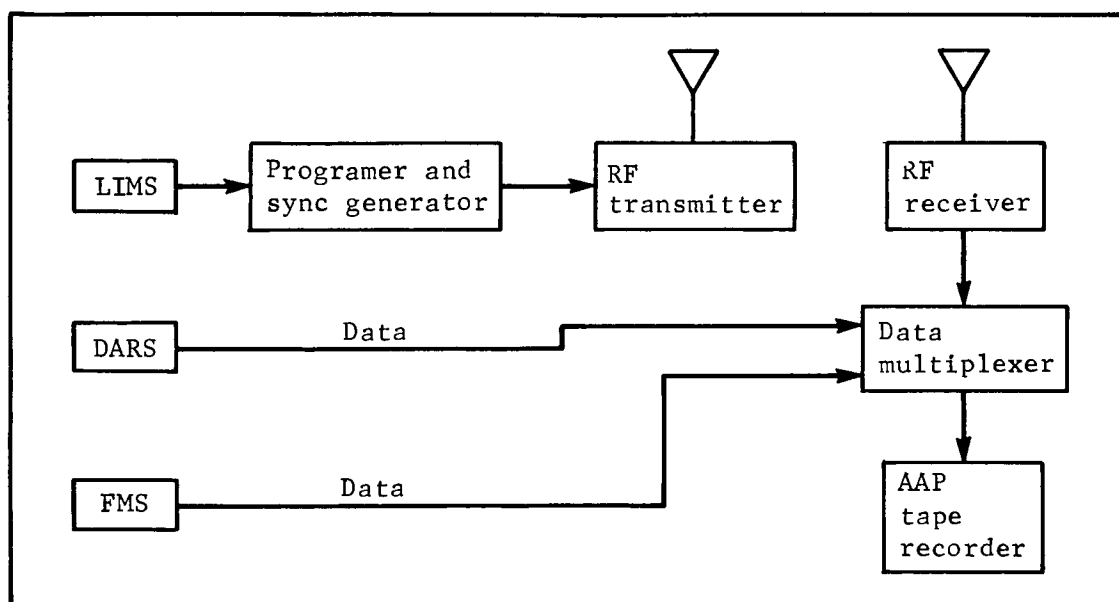 LIMS
Programer and
sync generator
RF
transmitter
RF
receiver
DARS
Data
Data
multiplexer
FMS
Data
AAP
tape
recorder